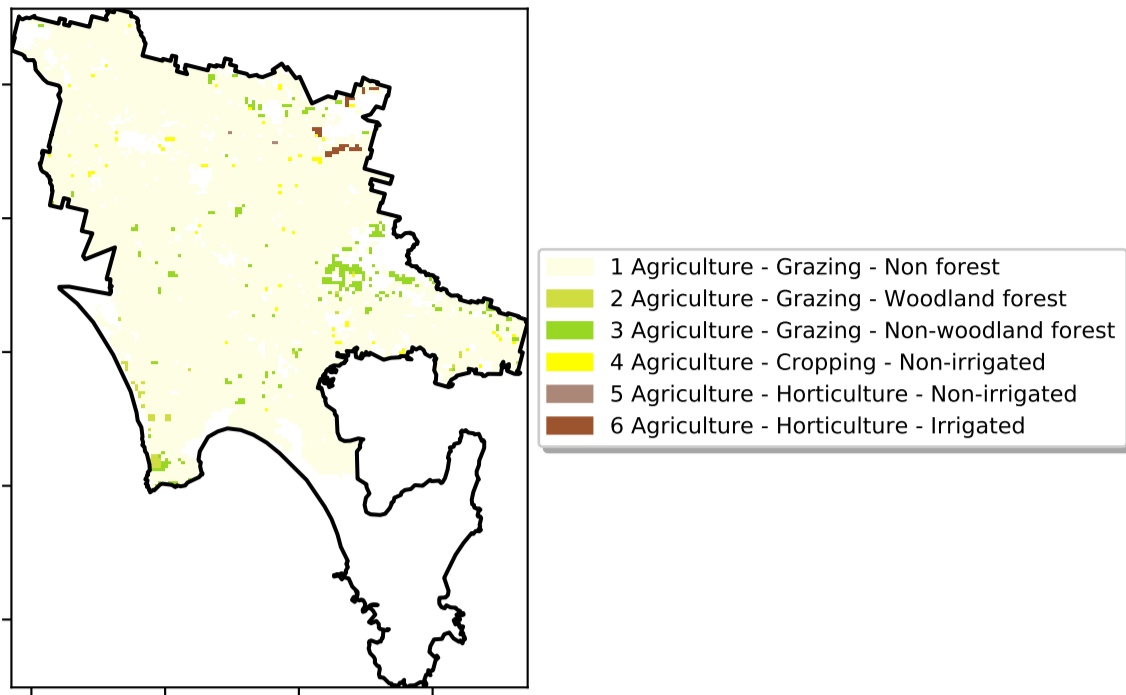 1 Agriculture - Grazing - Non forest
2 Agriculture - Grazing - Woodland forest
3 Agriculture - Grazing - Non-woodland forest
4 Agriculture - Cropping - Non-irrigated
5 Agriculture - Horticulture - Non-irrigated
6 Agriculture - Horticulture - Irrigated